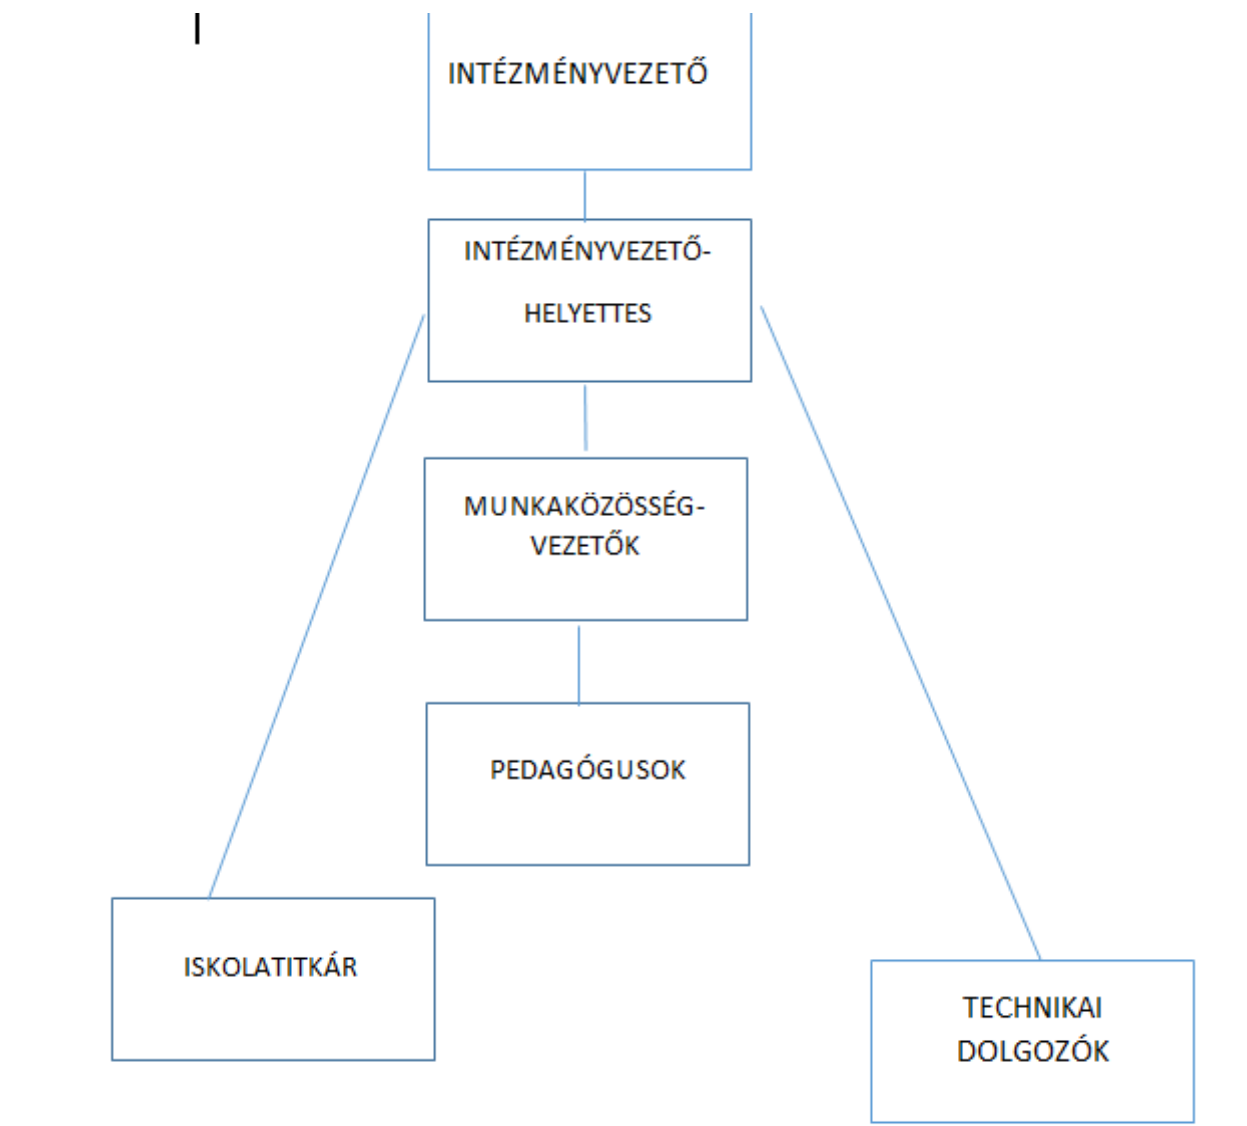 INTÉZMÉNYVEZETŐ
INTÉZMÉNYVEZETŐ-
HELYETTES
MUNKAKÖZÖSSÉG-
VEZETŐK
PEDAGÓGUSOK
ISKOLATITKÁR
TECHNIKAI
DOLGOZÓK